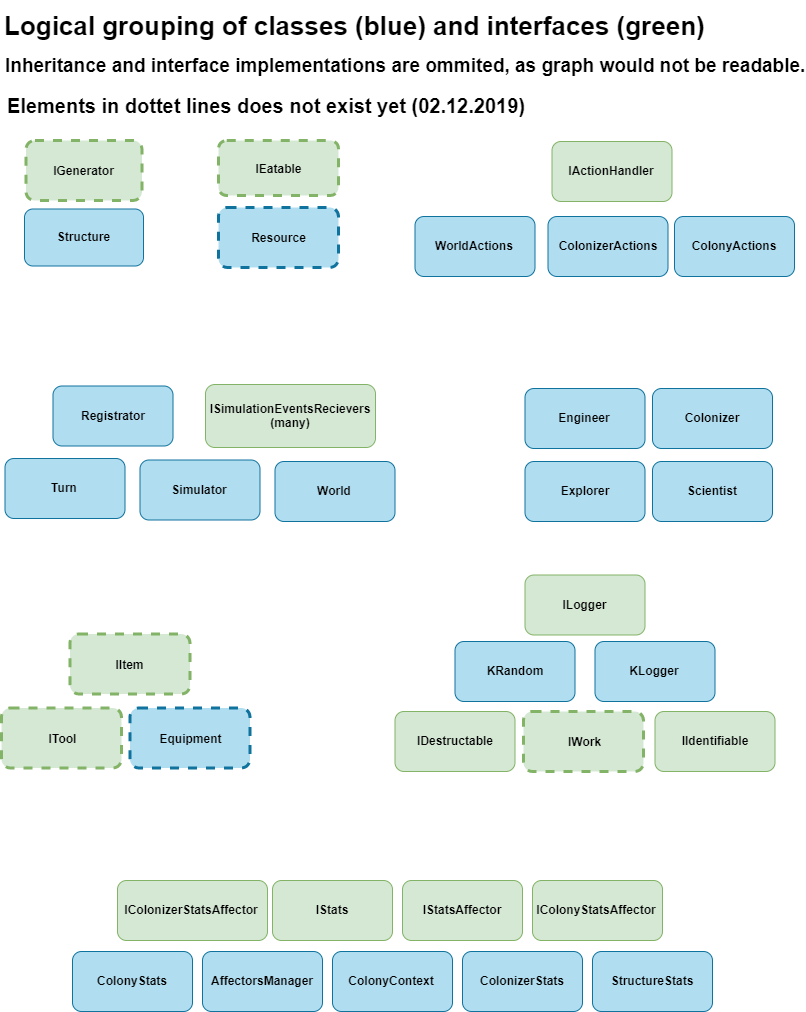 Logical grouping of classes (blue) and interfaces (green)
Inheritance and interface implementations are ommited, as graph would not be readable.
Elements in dottet lines does not exist yet (02.12.2019)
IGenerator
IEatable
IActionHandler
Structure
Resource
WorldActions
ColonizerActions
ColonyActions
Registrator
ISimulationEventsRecievers
(many)
Engineer
Colonizer
Turn
Simulator
World
Explorer
Scientist
ILogger
IItem
KRandom
KLogger
ITool
Equipment
IDestructable
IWork
IIdentifiable
IColonizerStatsAffector
IStats
IStatsAffector
IColonyStatsAffector
ColonyStats
AffectorsManager
ColonyContext
ColonizerStats
StructureStats